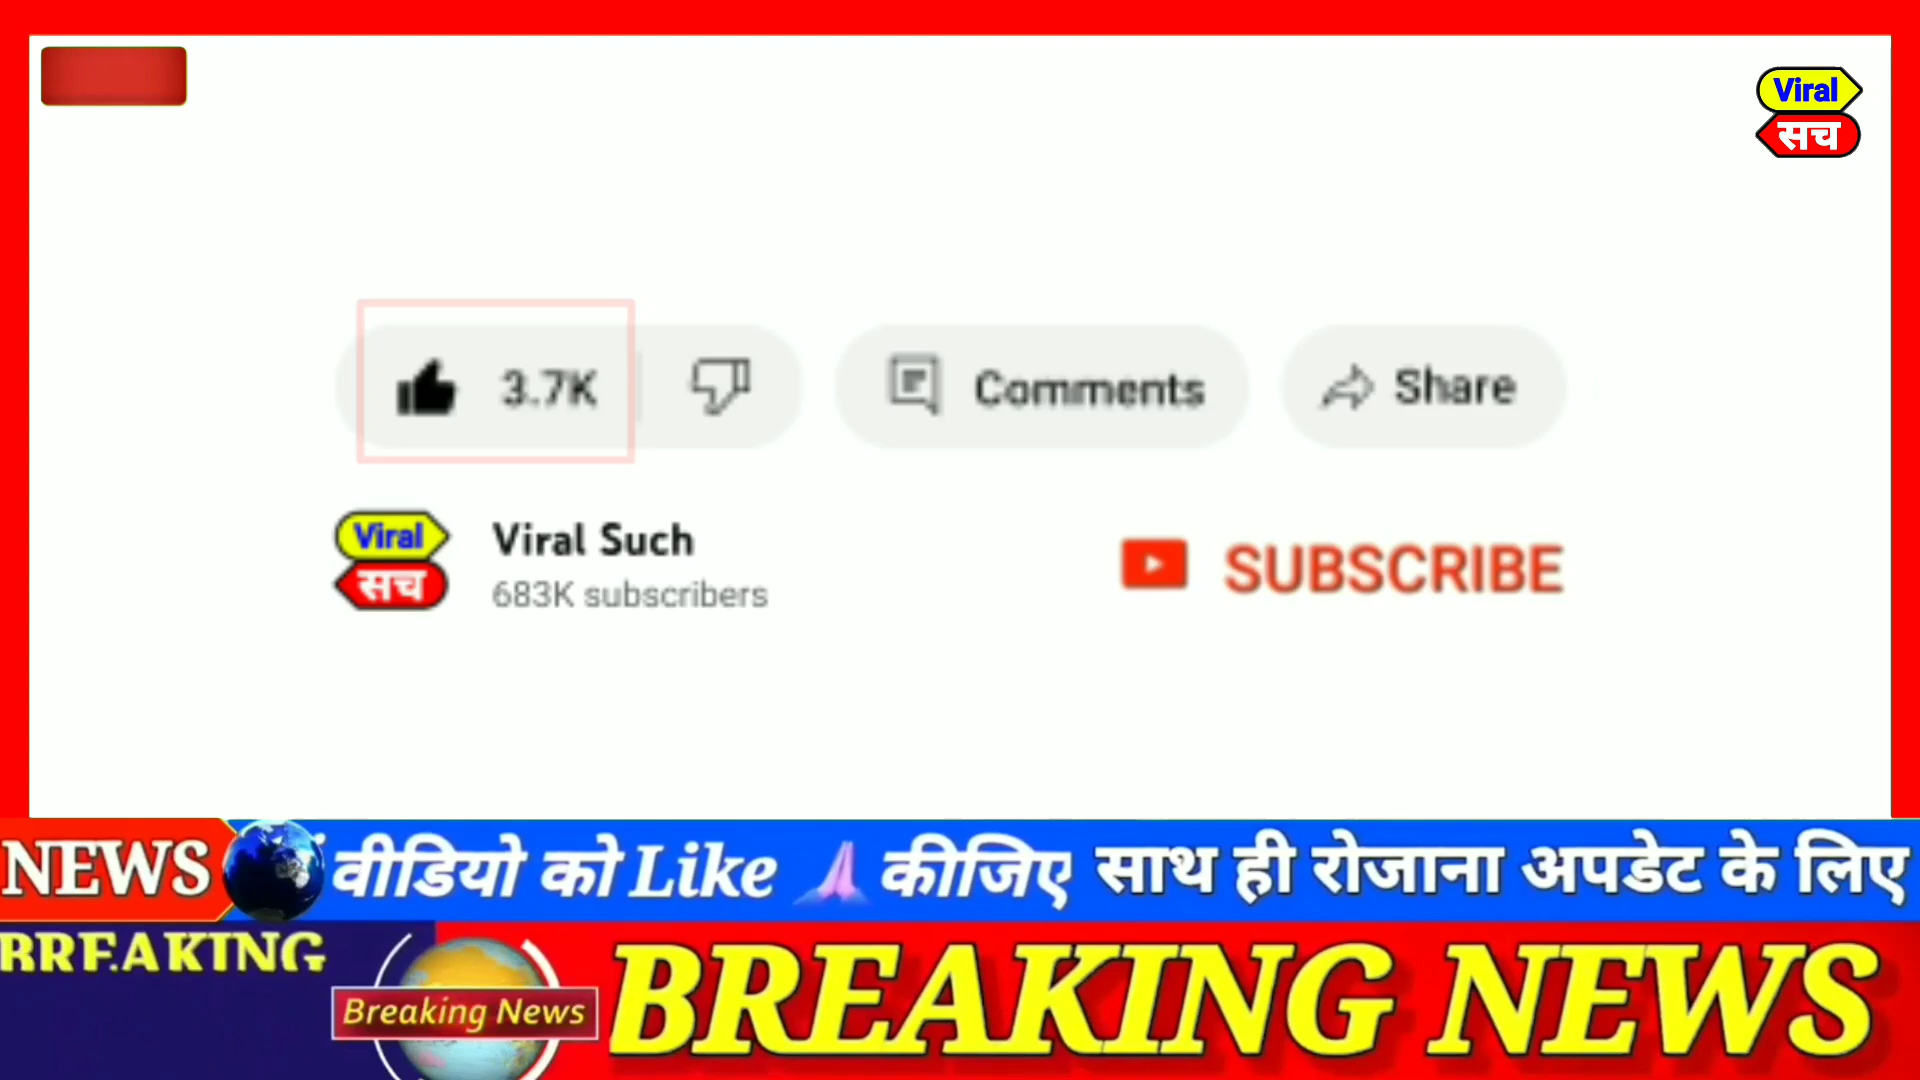 Viral
सच
3.7K
Comments
Share
Viral
सच
Viral Such
683K subscribers
SUBSCRIBE
NEWS
वीडियो को Like 🙏 कीजिए साथ ही रोजाना अपडेट के लिए
BREAKING
Breaking News
BREAKING NEWS